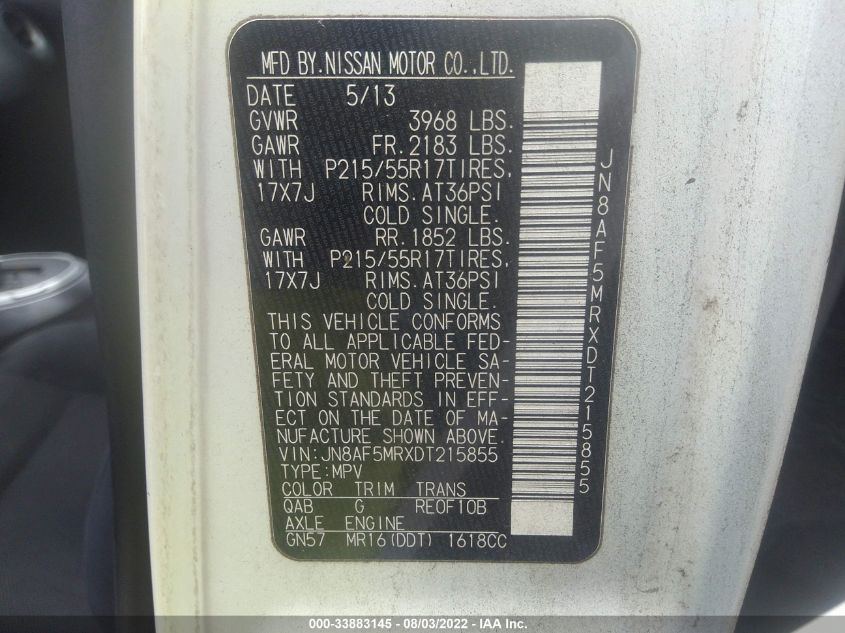 MFD BY.NISSAN MOTOR CO.,LTD.
DATE 5/13
GVWR 3968 LBS.
GAWR FR.2183 LBS.
WITH P215/55R17TIRES,
17X7J RIMS.AT36PSI
COLD SINGLE.
GAWR RR.1852 LBS.
WITH P215/55R17TIRES,
17X7J RIMS.AT36PSI
COLD SINGLE.
THIS VEHICLE CONFORMS
TO ALL APPLICABLE FED-
ERAL MOTOR VEHICLE SA-
FETY AND THEFT PREVEN-
TION STANDARDS IN EFF-
ECT ON THE DATE OF MA-
NUFACTURE SHOWN ABOVE.
VIN:JN8AF5MRXDT215855
TYPE:MPV
COLOR TRIM TRANS
QAB G REOF10B
AXLE ENGINE
GN57 MR16(DDT) 1618CC
JN8AF5MRXDT215855
000-33883145 - 08/03/2022 - IAA Inc.